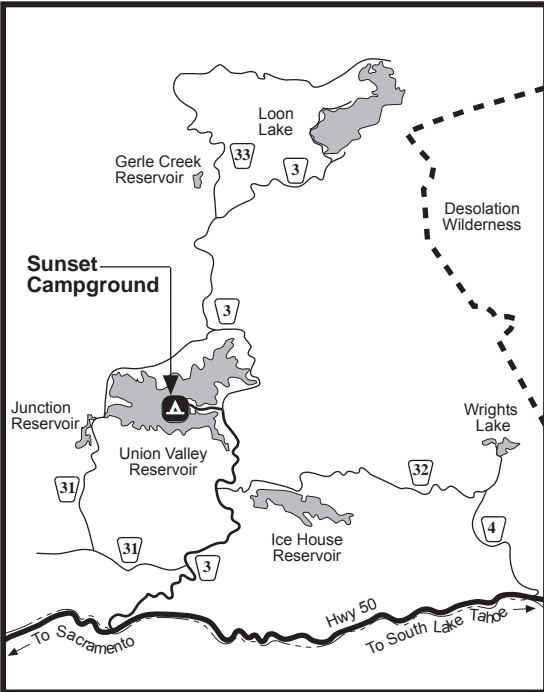 Loon
Lake
33
3
Gerle Creek
Reservoir
Desolation
Wilderness
Sunset
Campground
3
Junction
Reservoir
Union Valley
Reservoir
Wrights
Lake
32
31
4
Ice House
Reservoir
31
3
Hwy 50
To Sacramento
To South Lake Tahoe